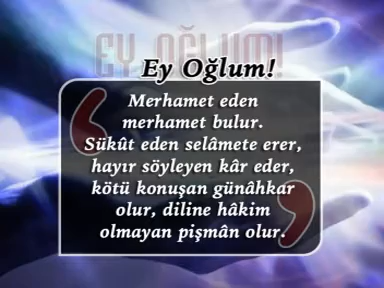 EY OĞLUM!
Ey Oğlum!
Merhamet eden
merhamet bulur.
Sükût eden selâmete erer,
hayır söyleyen kâr eder,
kötü konuşan günâhkar
olur, diline hâkim
olmayan pişmân olur.